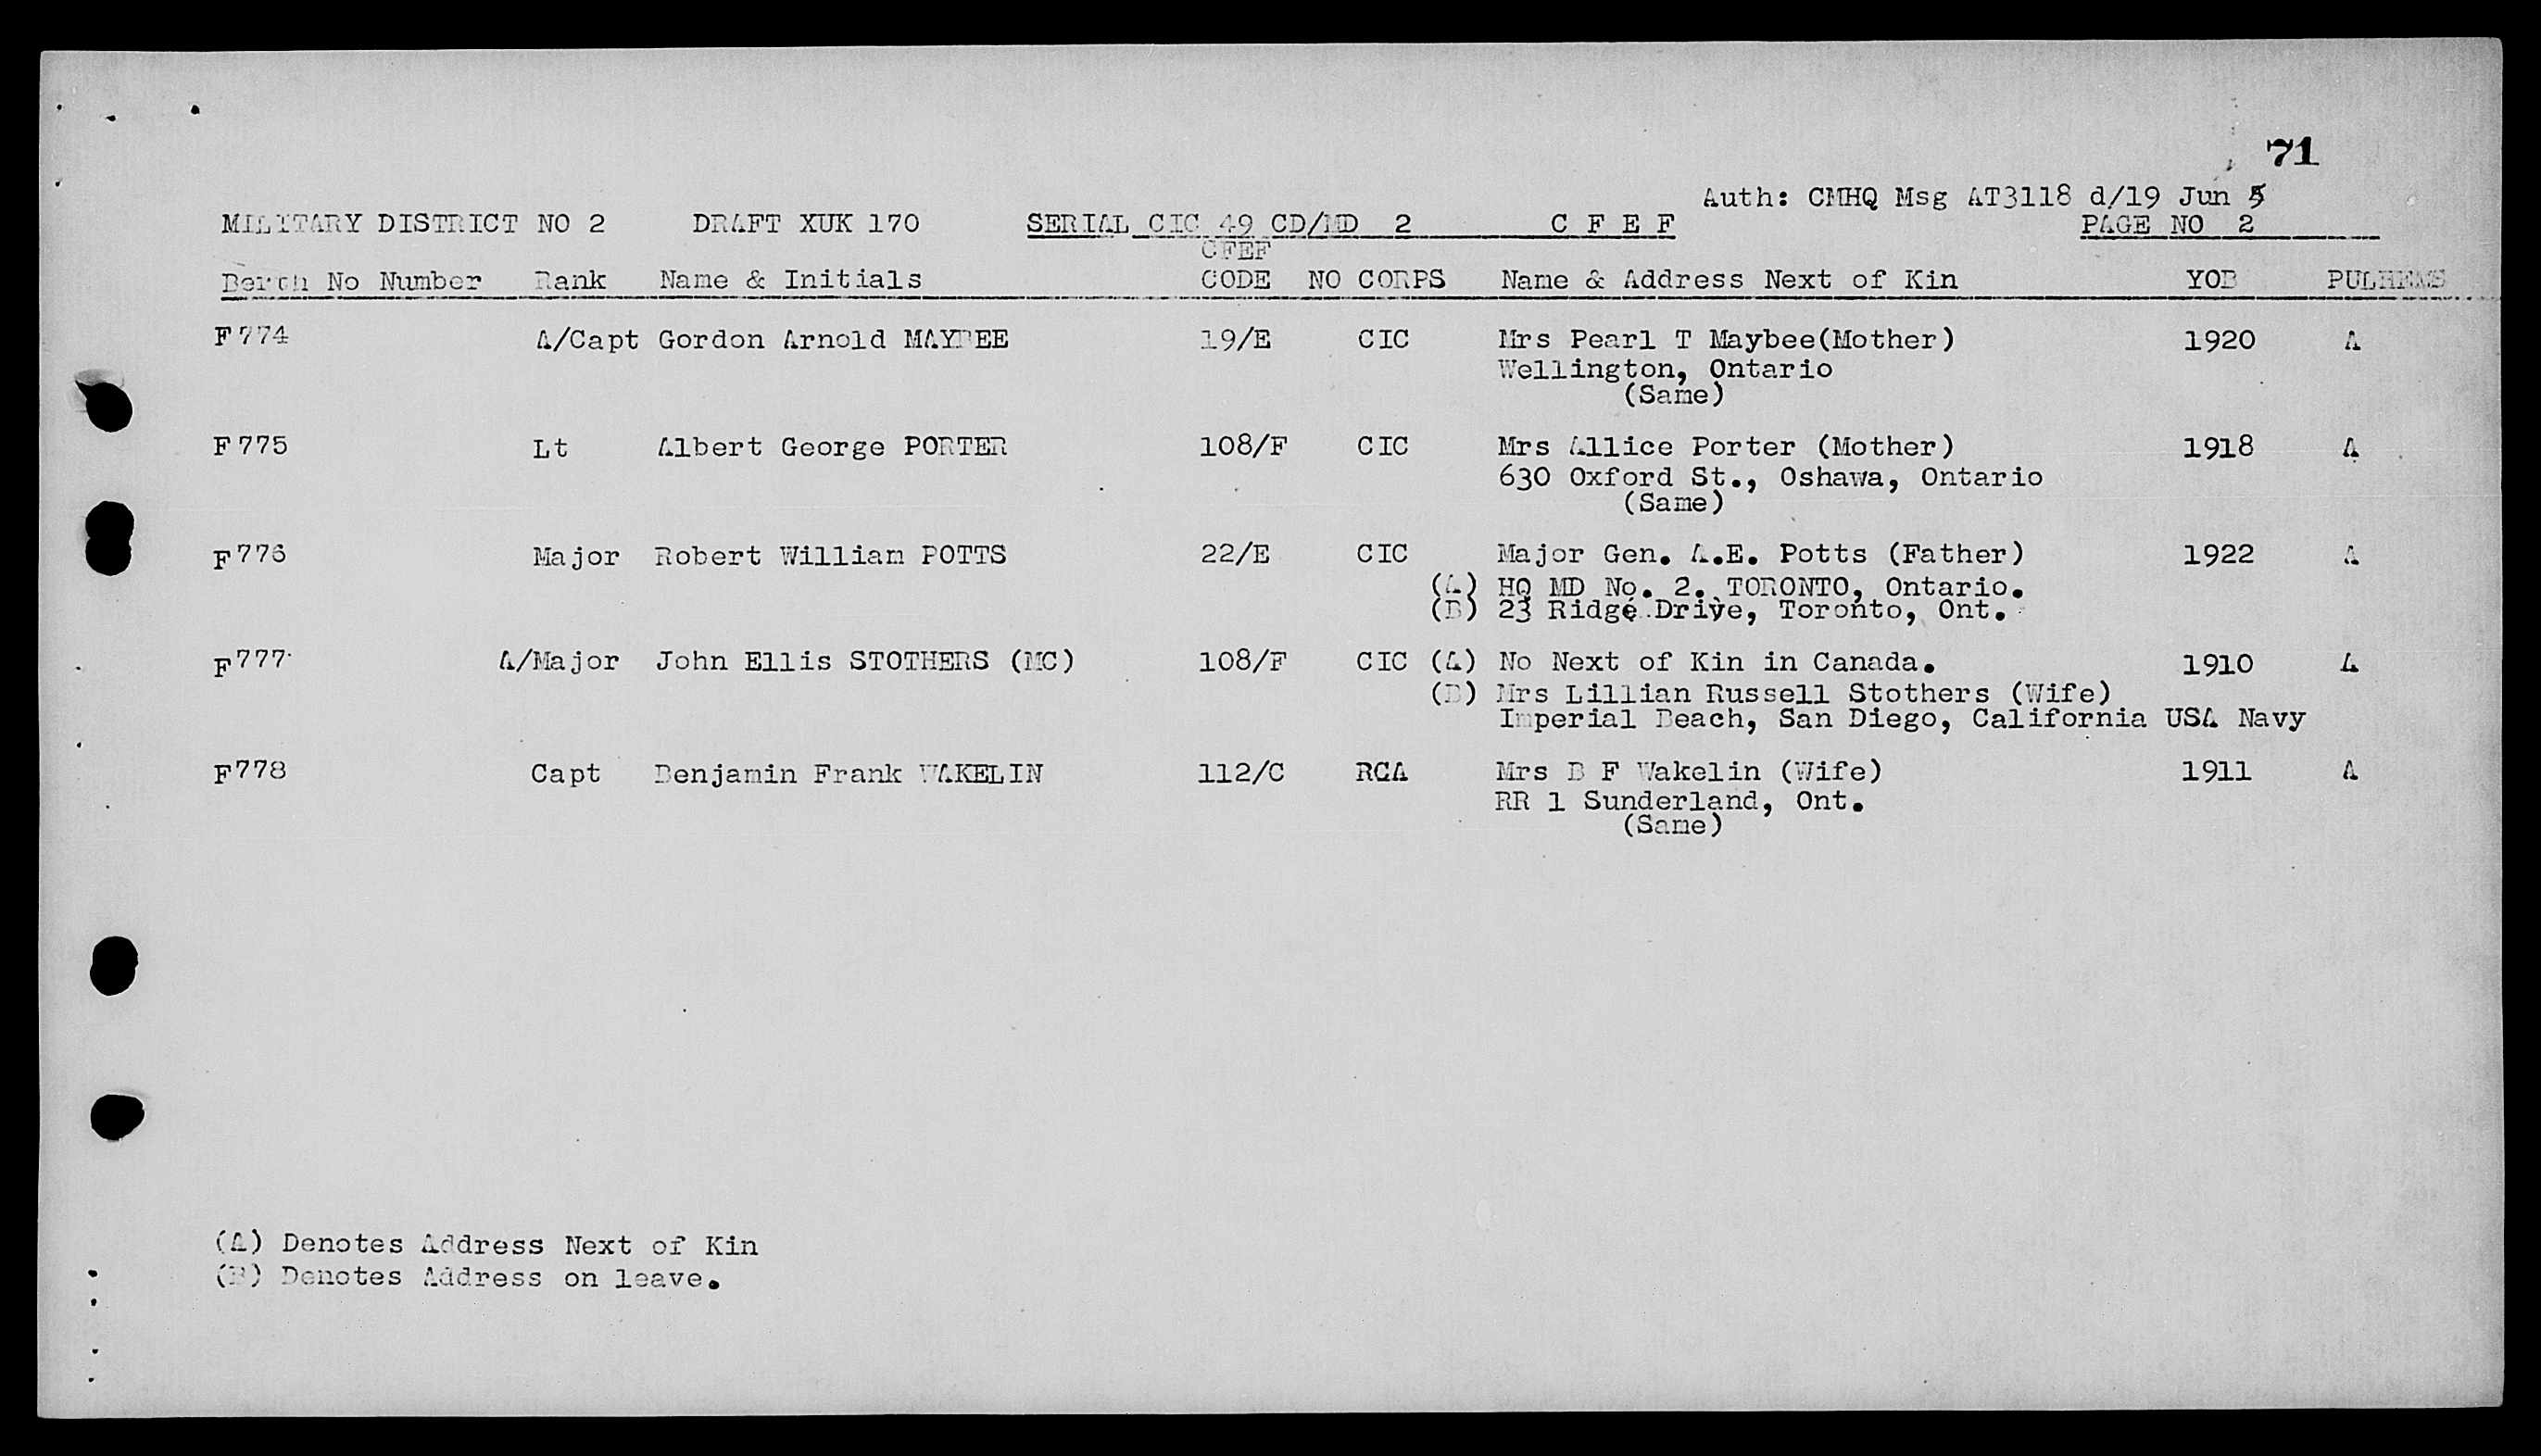 71
Auth: CMHQ Msg AT3118 d/19 Jun 5
MILITARY DISTRICT NO 2 DRAFT XUK 170 SERIAL CIC 49 CD/MD 2 C F E F PAGE NO 2
CFEF
Berth No Number Rank Name & Initials CODE NO CORPS Name & Address Next of Kin YOB PULHEMS
F774 A/Capt Gordon Arnold MAYBEE 19/E CIC Mrs Pearl T Maybee(Mother) 1920 A
Wellington, Ontario
(Same)
F775 Lt Albert George PORTER 108/F CIC Mrs Allice Porter (Mother) 1918 A
630 Oxford St., Oshawa, Ontario
(Same)
F776 Major Robert William POTTS 22/E CIC Major Gen. A.E. Potts (Father) 1922 A
(A) HQ MD No. 2. TORONTO, Ontario.
(B) 23 Ridge Drive, Toronto, Ont.
F777 A/Major John Ellis STOTHERS (MC) 108/F CIC (A) No Next of Kin in Canada. 1910 A
(B) Mrs Lillian Russell Stothers (Wife)
Imperial Beach, San Diego, California USA Navy
F778 Capt Benjamin Frank WAKELIN 112/C RCA Mrs B F Wakelin (Wife) 1911 A
RR 1 Sunderland, Ont.
(Same)
(A) Denotes Address Next of Kin
(B) Denotes Address on leave.